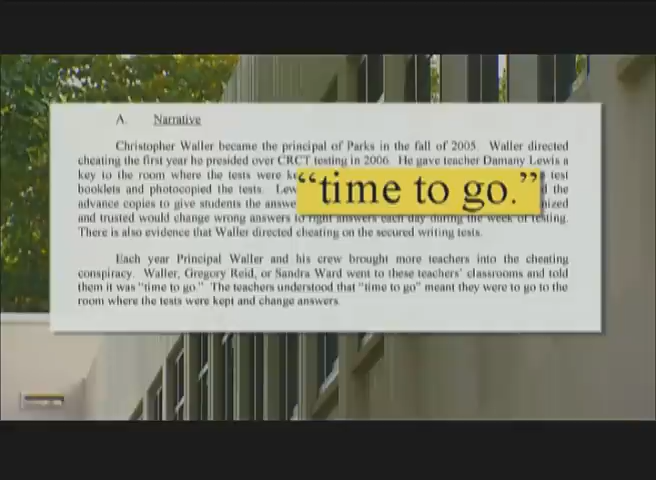 A. Narrative
Christopher Waller became the principal of Parks in the fall of 2005. Waller directed
cheating the first year he presided over CRCT testing in 2006. He gave teacher Damany Lewis a
key to the room where the tests were
test
booklets and photocopied the tests. Lew
the
advance copies to give students the answe
“time to go.”
and trusted would change wrong answers to right answers each day during the week of testing.
There is also evidence that Waller directed cheating on the secured writing tests.
Each year Principal Waller and his crew brought more teachers into the cheating
conspiracy. Waller, Gregory Reid, or Sandra Ward went to these teachers' classrooms and told
them it was "time to go." The teachers understood that "time to go" meant they were to go to the
room where the tests were kept and change answers.